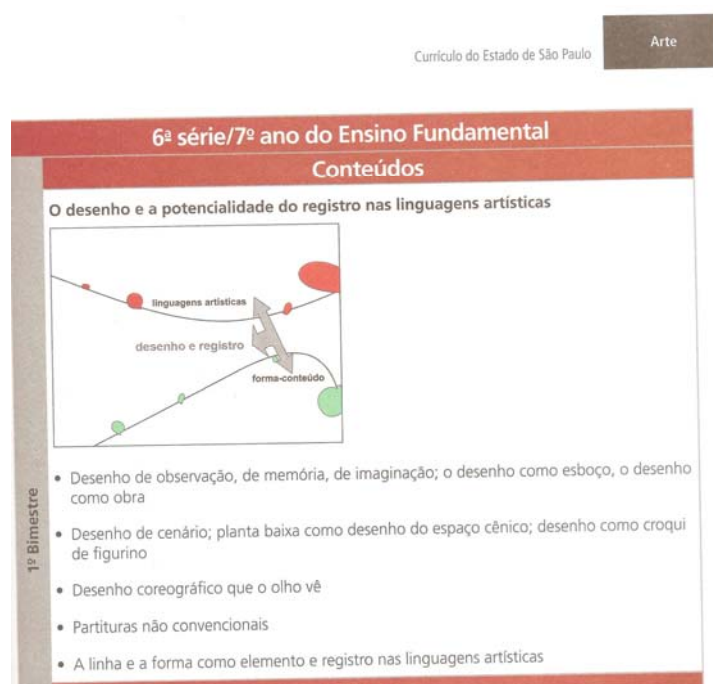 Currículo do Estado de São Paulo
Arte
6ª série/7º ano do Ensino Fundamental
Conteúdos
O desenho e a potencialidade do registro nas linguagens artísticas
linguagens artísticas
desenho e registro
forma-conteúdo
1º Bimestre
• Desenho de observação, de memória, de imaginação; o desenho como esboço, o desenho
como obra
• Desenho de cenário; planta baixa como desenho do espaço cênico; desenho como croqui
de figurino
• Desenho coreográfico que o olho vê
• Partituras não convencionais
• A linha e a forma como elemento e registro nas linguagens artísticas